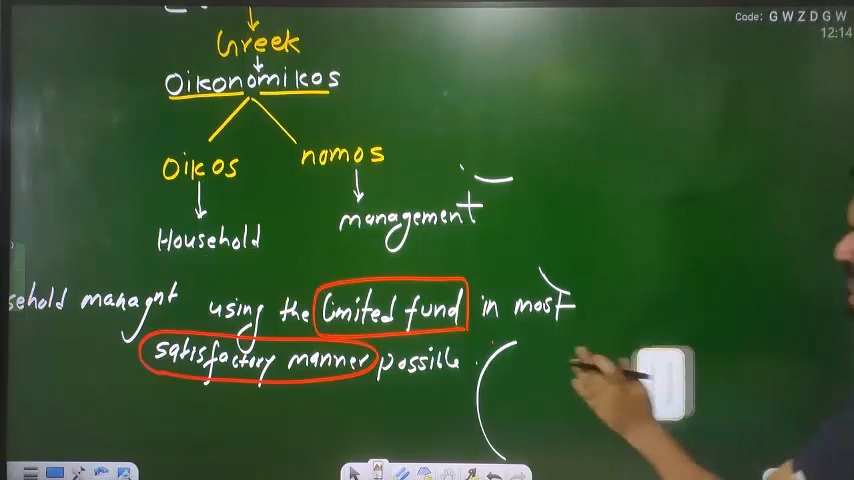 Code: G W Z D G W
12:14
Greek
Oikonomikos
Oikos nomos
Household management
sehold managnt using the limited fund in most
satisfactory manner possible.